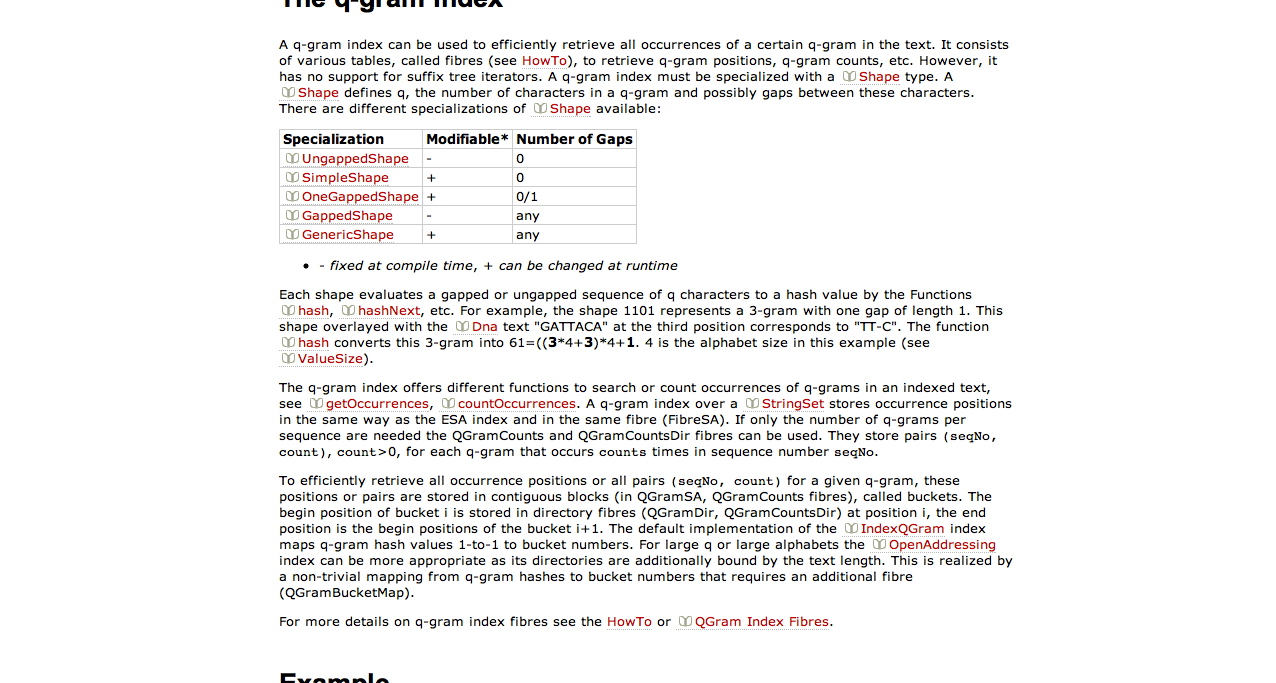 The q-gram Index
A q-gram index can be used to efficiently retrieve all occurrences of a certain q-gram in the text. It consists
of various tables, called fibres (see HowTo), to retrieve q-gram positions, q-gram counts, etc. However, it
has no support for suffix tree iterators. A q-gram index must be specialized with a Shape type. A
Shape defines q, the number of characters in a q-gram and possibly gaps between these characters.
There are different specializations of Shape available:
Specialization Modifiable* Number of Gaps
UngappedShape - 0
SimpleShape + 0
OneGappedShape + 0/1
GappedShape - any
GenericShape + any
• - fixed at compile time, + can be changed at runtime
Each shape evaluates a gapped or ungapped sequence of q characters to a hash value by the Functions
hash, hashNext, etc. For example, the shape 1101 represents a 3-gram with one gap of length 1. This
shape overlayed with the Dna text "GATTACA" at the third position corresponds to "TT-C". The function
hash converts this 3-gram into 61=((3*4+3)*4+1. 4 is the alphabet size in this example (see
ValueSize).
The q-gram index offers different functions to search or count occurrences of q-grams in an indexed text,
see getOccurrences, countOccurrences. A q-gram index over a StringSet stores occurrence positions
in the same way as the ESA index and in the same fibre (FibreSA). If only the number of q-grams per
sequence are needed the QGramCounts and QGramCountsDir fibres can be used. They store pairs (seqNo,
count), count>0, for each q-gram that occurs counts times in sequence number seqNo.
To efficiently retrieve all occurrence positions or all pairs (seqNo, count) for a given q-gram, these
positions or pairs are stored in contiguous blocks (in QGramSA, QGramCounts fibres), called buckets. The
begin position of bucket i is stored in directory fibres (QGramDir, QGramCountsDir) at position i, the end
position is the begin positions of the bucket i+1. The default implementation of the IndexQGram index
maps q-gram hash values 1-to-1 to bucket numbers. For large q or large alphabets the OpenAddressing
index can be more appropriate as its directories are additionally bound by the text length. This is realized by
a non-trivial mapping from q-gram hashes to bucket numbers that requires an additional fibre
(QGramBucketMap).
For more details on q-gram index fibres see the HowTo or QGram Index Fibres.
Example